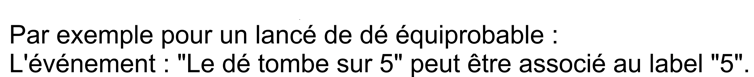 Par exemple pour un lancé de dé équiprobable :
L'événement : "Le dé tombe sur 5" peut être associé au label "5".